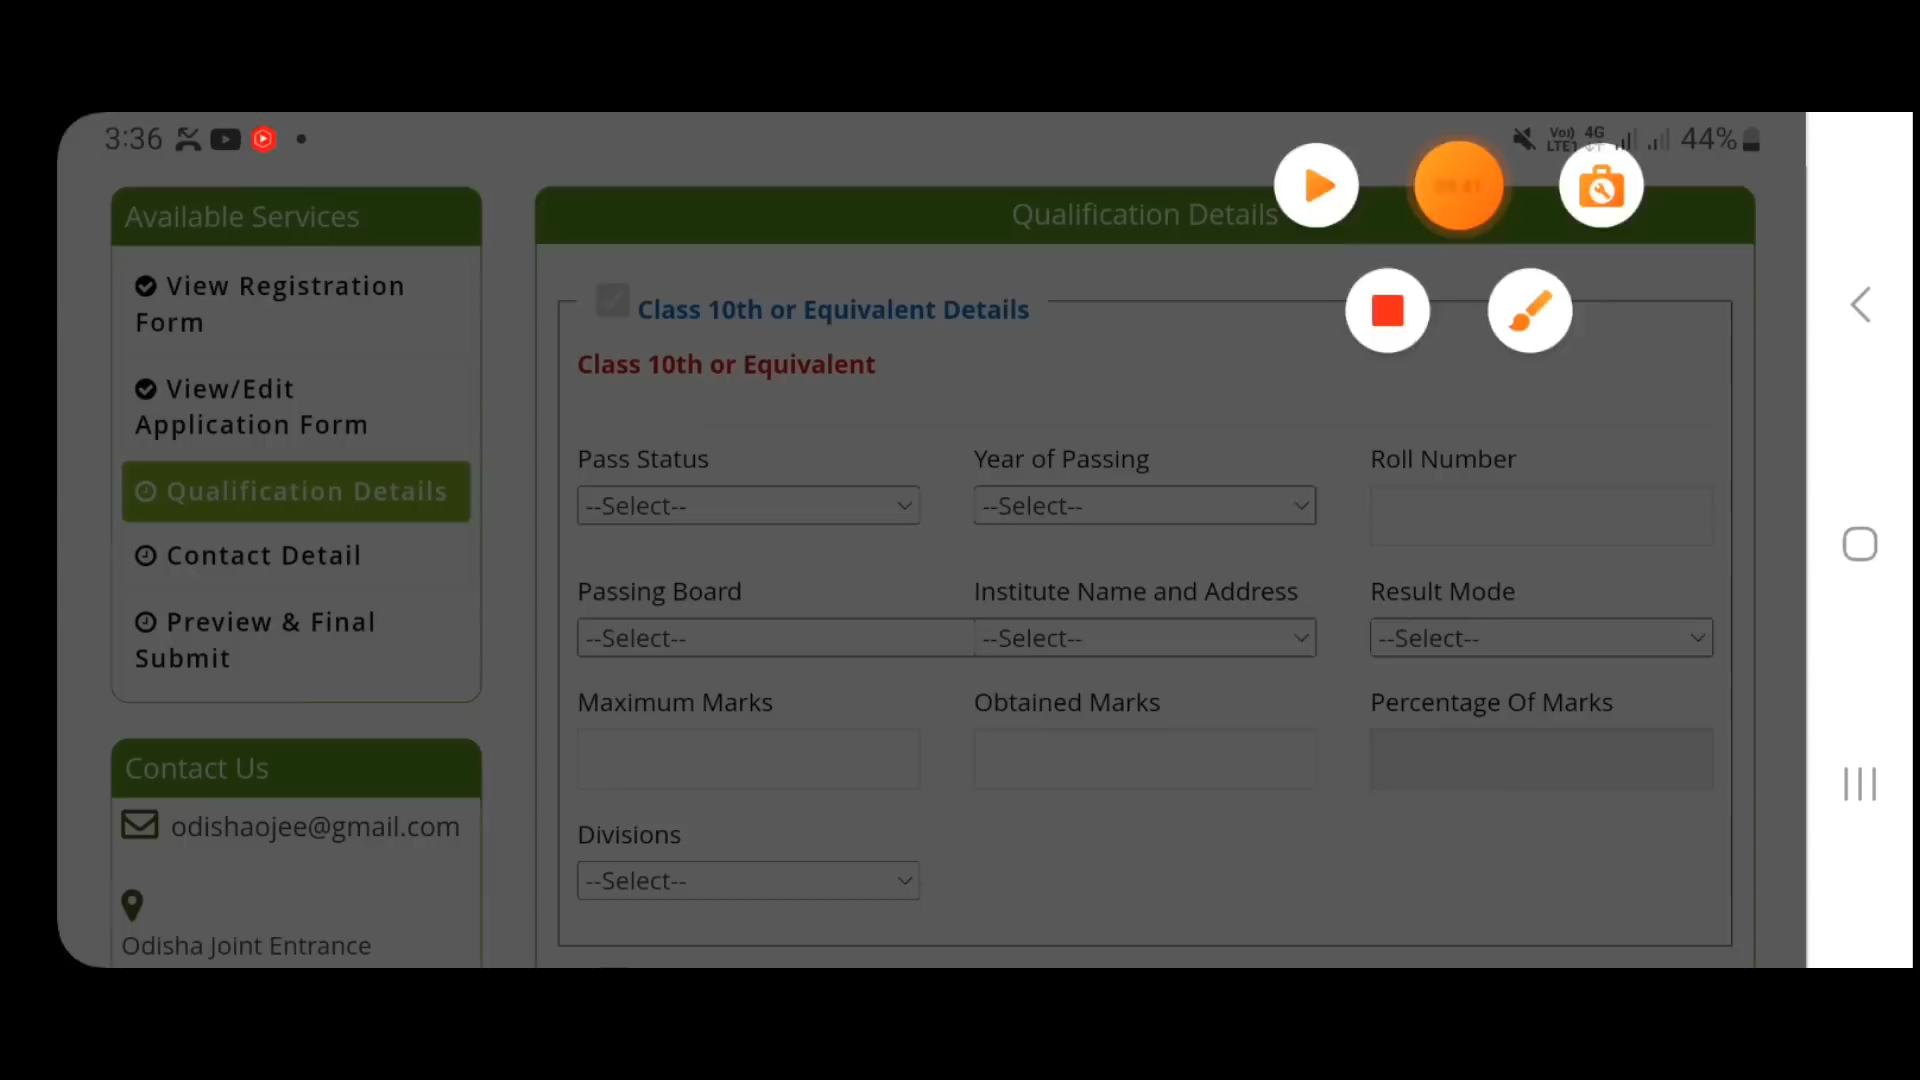 3:36
Voi) 4G
LTE1
44%
Available Services
Qualification Details
View Registration
Form
Class 10th or Equivalent Details
Class 10th or Equivalent
View/Edit
Application Form
Pass Status
Year of Passing
Roll Number
Qualification Details
--Select--
--Select--
Contact Detail
Passing Board
Institute Name and Address
Result Mode
Preview & Final
Submit
--Select--
--Select--
--Select--
Maximum Marks
Obtained Marks
Percentage Of Marks
Contact Us
odishaojee@gmail.com
Divisions
--Select--
Odisha Joint Entrance